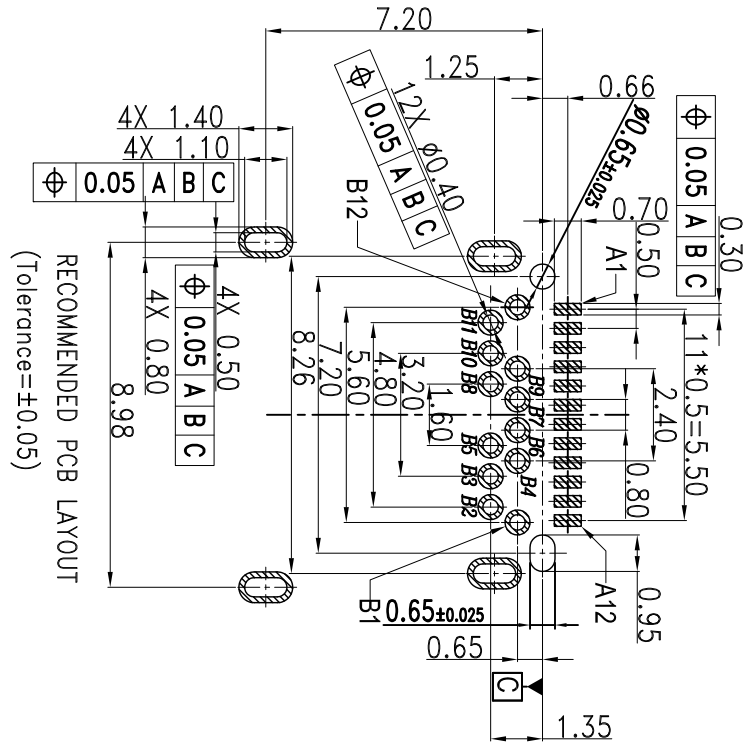 7.20
1.25
0.66
⌖ 0.05 A B C
12X ø0.40
ø0.65±0.025
⌖ 0.05 A B C
0.30
0.50
0.70
4X 1.40
4X 1.10
⌖ 0.05 A B C
B12
A1
B11
B10
B8
B9
B7
B6
B5
B4
B3
B2
B1
A12
11*0.5=5.50
2.40
0.80
0.95
1.60
3.20
4.80
5.60
7.20
8.26
4X 0.50
⌖ 0.05 A B C
4X 0.80
8.98
0.65±0.025
0.65
C
1.35
RECOMMENDED PCB LAYOUT
(Tolerance=±0.05)